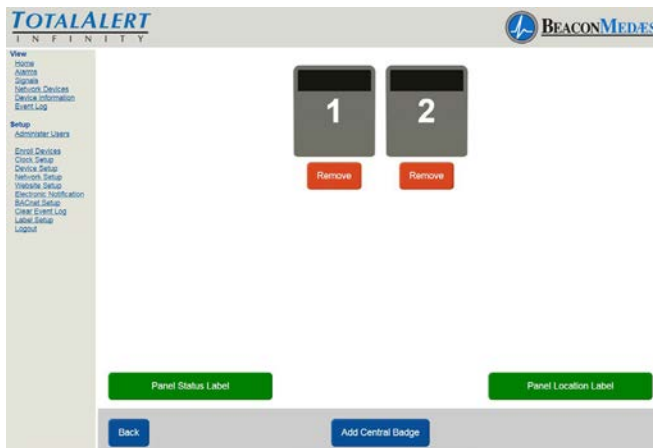 TOTALALERT
INFINITY
BEACONMEDÆS
View
Home
Alarms
Signals
Network Devices
Device Information
Event Log
Setup
Administer Users
Enroll Devices
Clock Setup
Device Setup
Network Setup
Website Setup
Electronic Notification
BACnet Setup
Clear Event Log
Label Setup
Logout
1 2
Remove Remove
Panel Status Label Panel Location Label
Back Add Central Badge